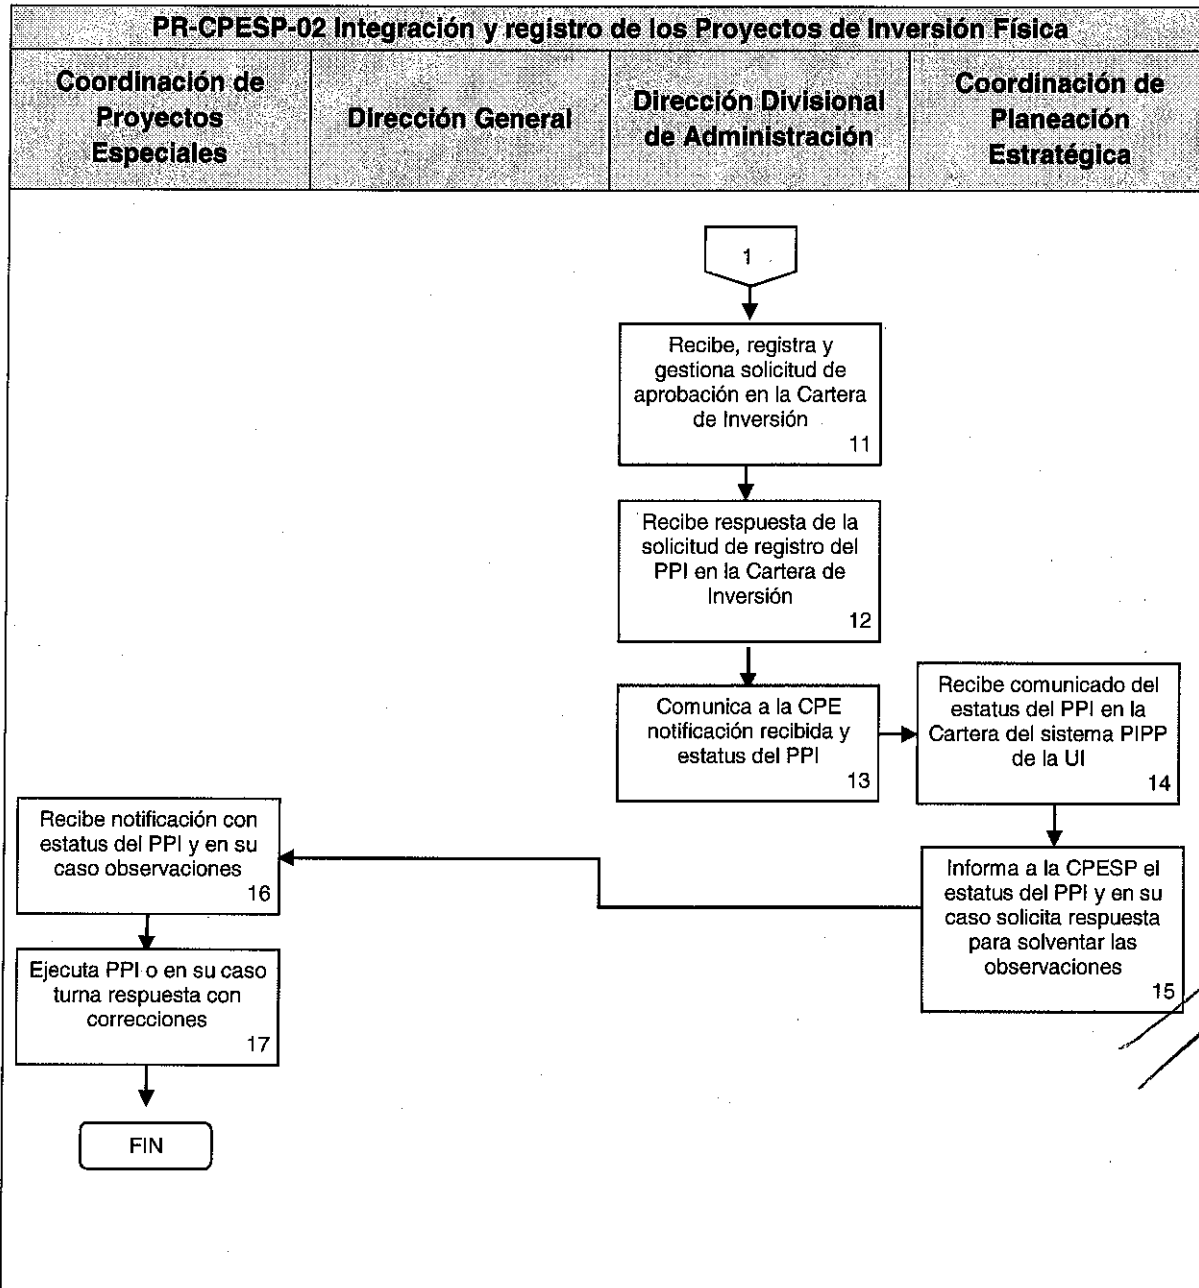 PR-CPESP-02 Integración y registro de los Proyectos de Inversión Física
Coordinación de
Proyectos
Especiales
Dirección General
Dirección Divisional
de Administración
Coordinación de
Planeación
Estratégica
1
Recibe, registra y
gestiona solicitud de
aprobación en la Cartera
de Inversión
11
Recibe respuesta de la
solicitud de registro del
PPI en la Cartera de
Inversión
12
Comunica a la CPE
notificación recibida y
estatus del PPI
13
Recibe comunicado del
estatus del PPI en la
Cartera del sistema PIPP
de la UI
14
Informa a la CPESP el
estatus del PPI y en su
caso solicita respuesta
para solventar las
observaciones
15
Recibe notificación con
estatus del PPI y en su
caso observaciones
16
Ejecuta PPI o en su caso
turna respuesta con
correcciones
17
FIN